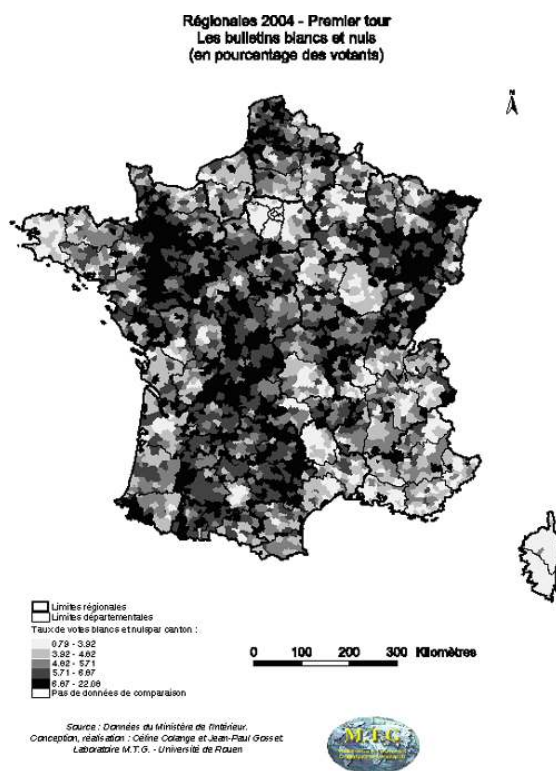 Régionales 2004 - Premier tour
Les bulletins blancs et nuls
(en pourcentage des votants)
N
Limites régionales
Limites départementales
Taux de votes blancs et nuls par canton :
0.79 - 3.92
3.92 - 4.82
4.82 - 5.71
5.71 - 6.87
6.87 - 22.08
Pas de données de comparaison
0 100 200 300 Kilomètres
Source : Données du Ministère de l'Intérieur.
Conception, réalisation : Céline Colange et Jean-Paul Gosset.
Laboratoire M.T.G. - Université de Rouen
M.T.G.